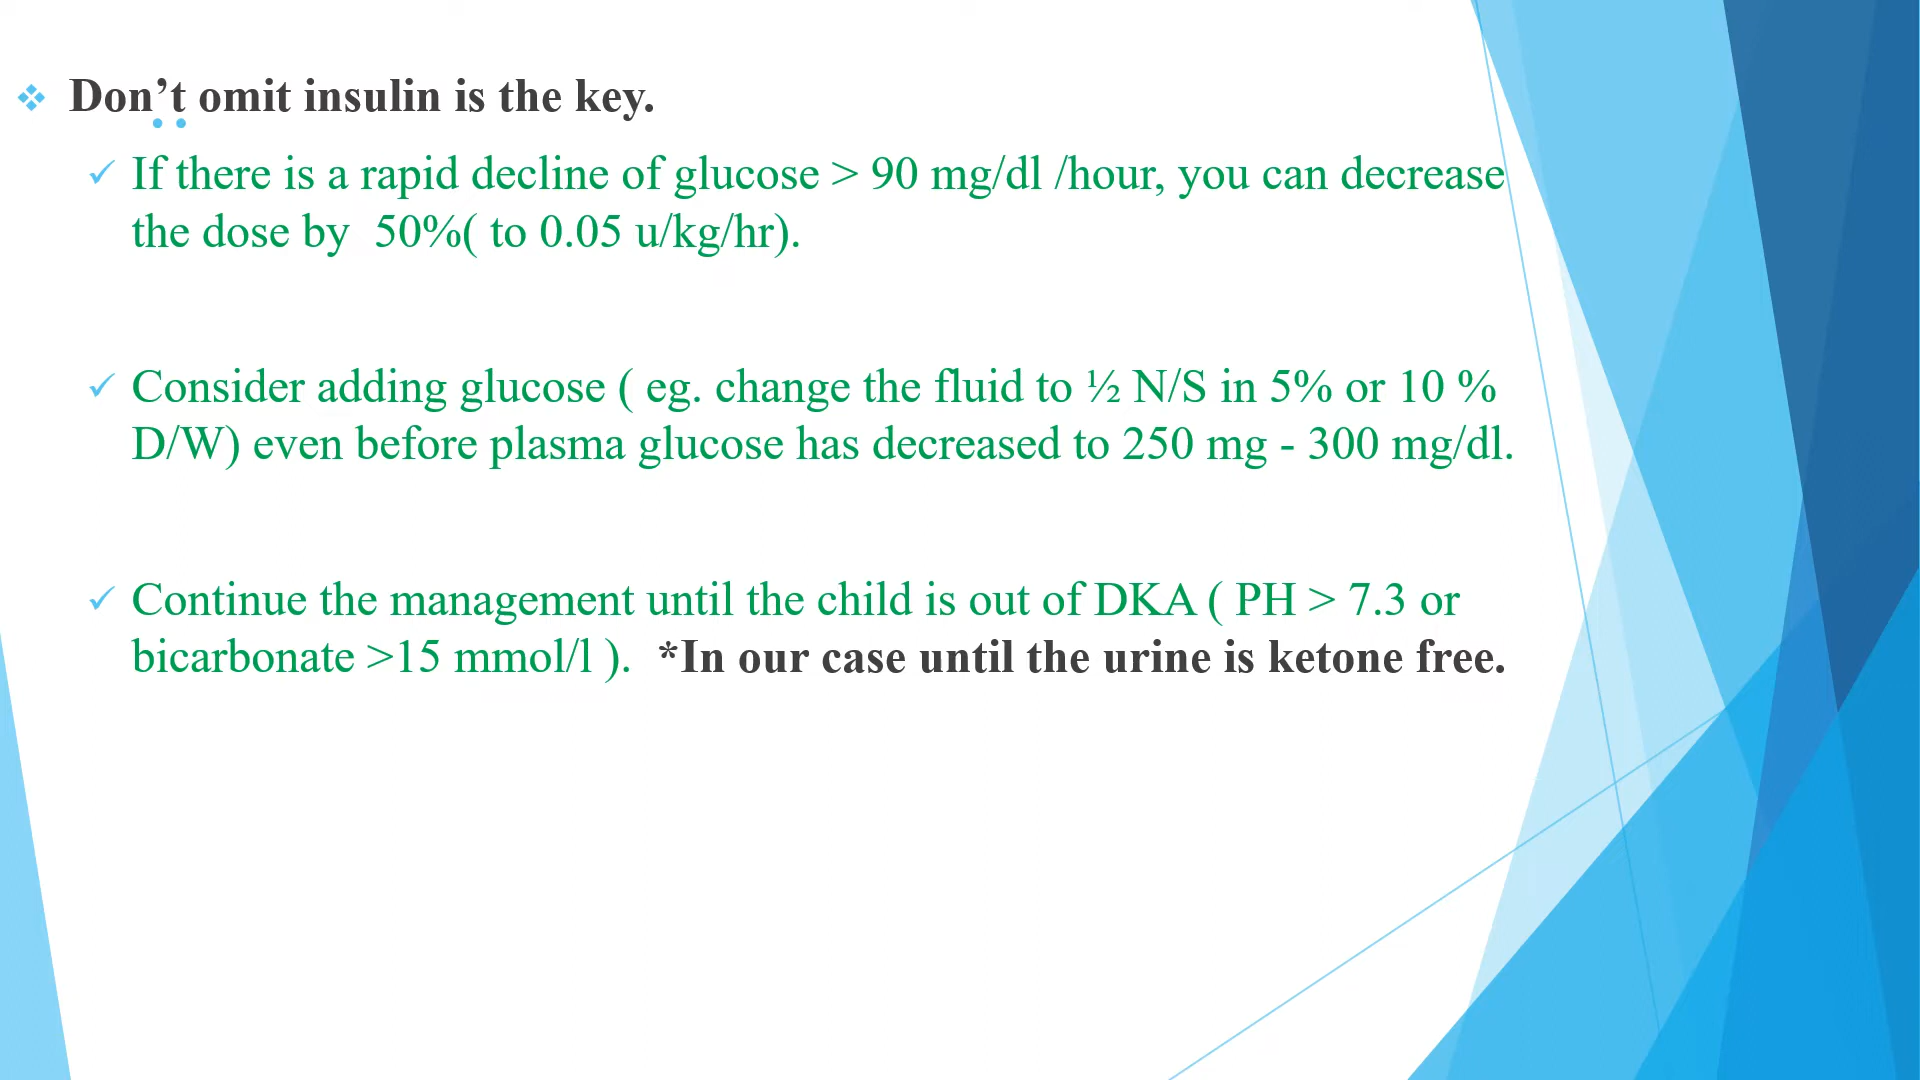 Don’t omit insulin is the key.
If there is a rapid decline of glucose > 90 mg/dl /hour, you can decrease
the dose by  50%( to 0.05 u/kg/hr).
Consider adding glucose ( eg. change the fluid to ½ N/S in 5% or 10 %
D/W) even before plasma glucose has decreased to 250 mg - 300 mg/dl.
Continue the management until the child is out of DKA ( PH > 7.3 or
bicarbonate >15 mmol/l ).  *In our case until the urine is ketone free.